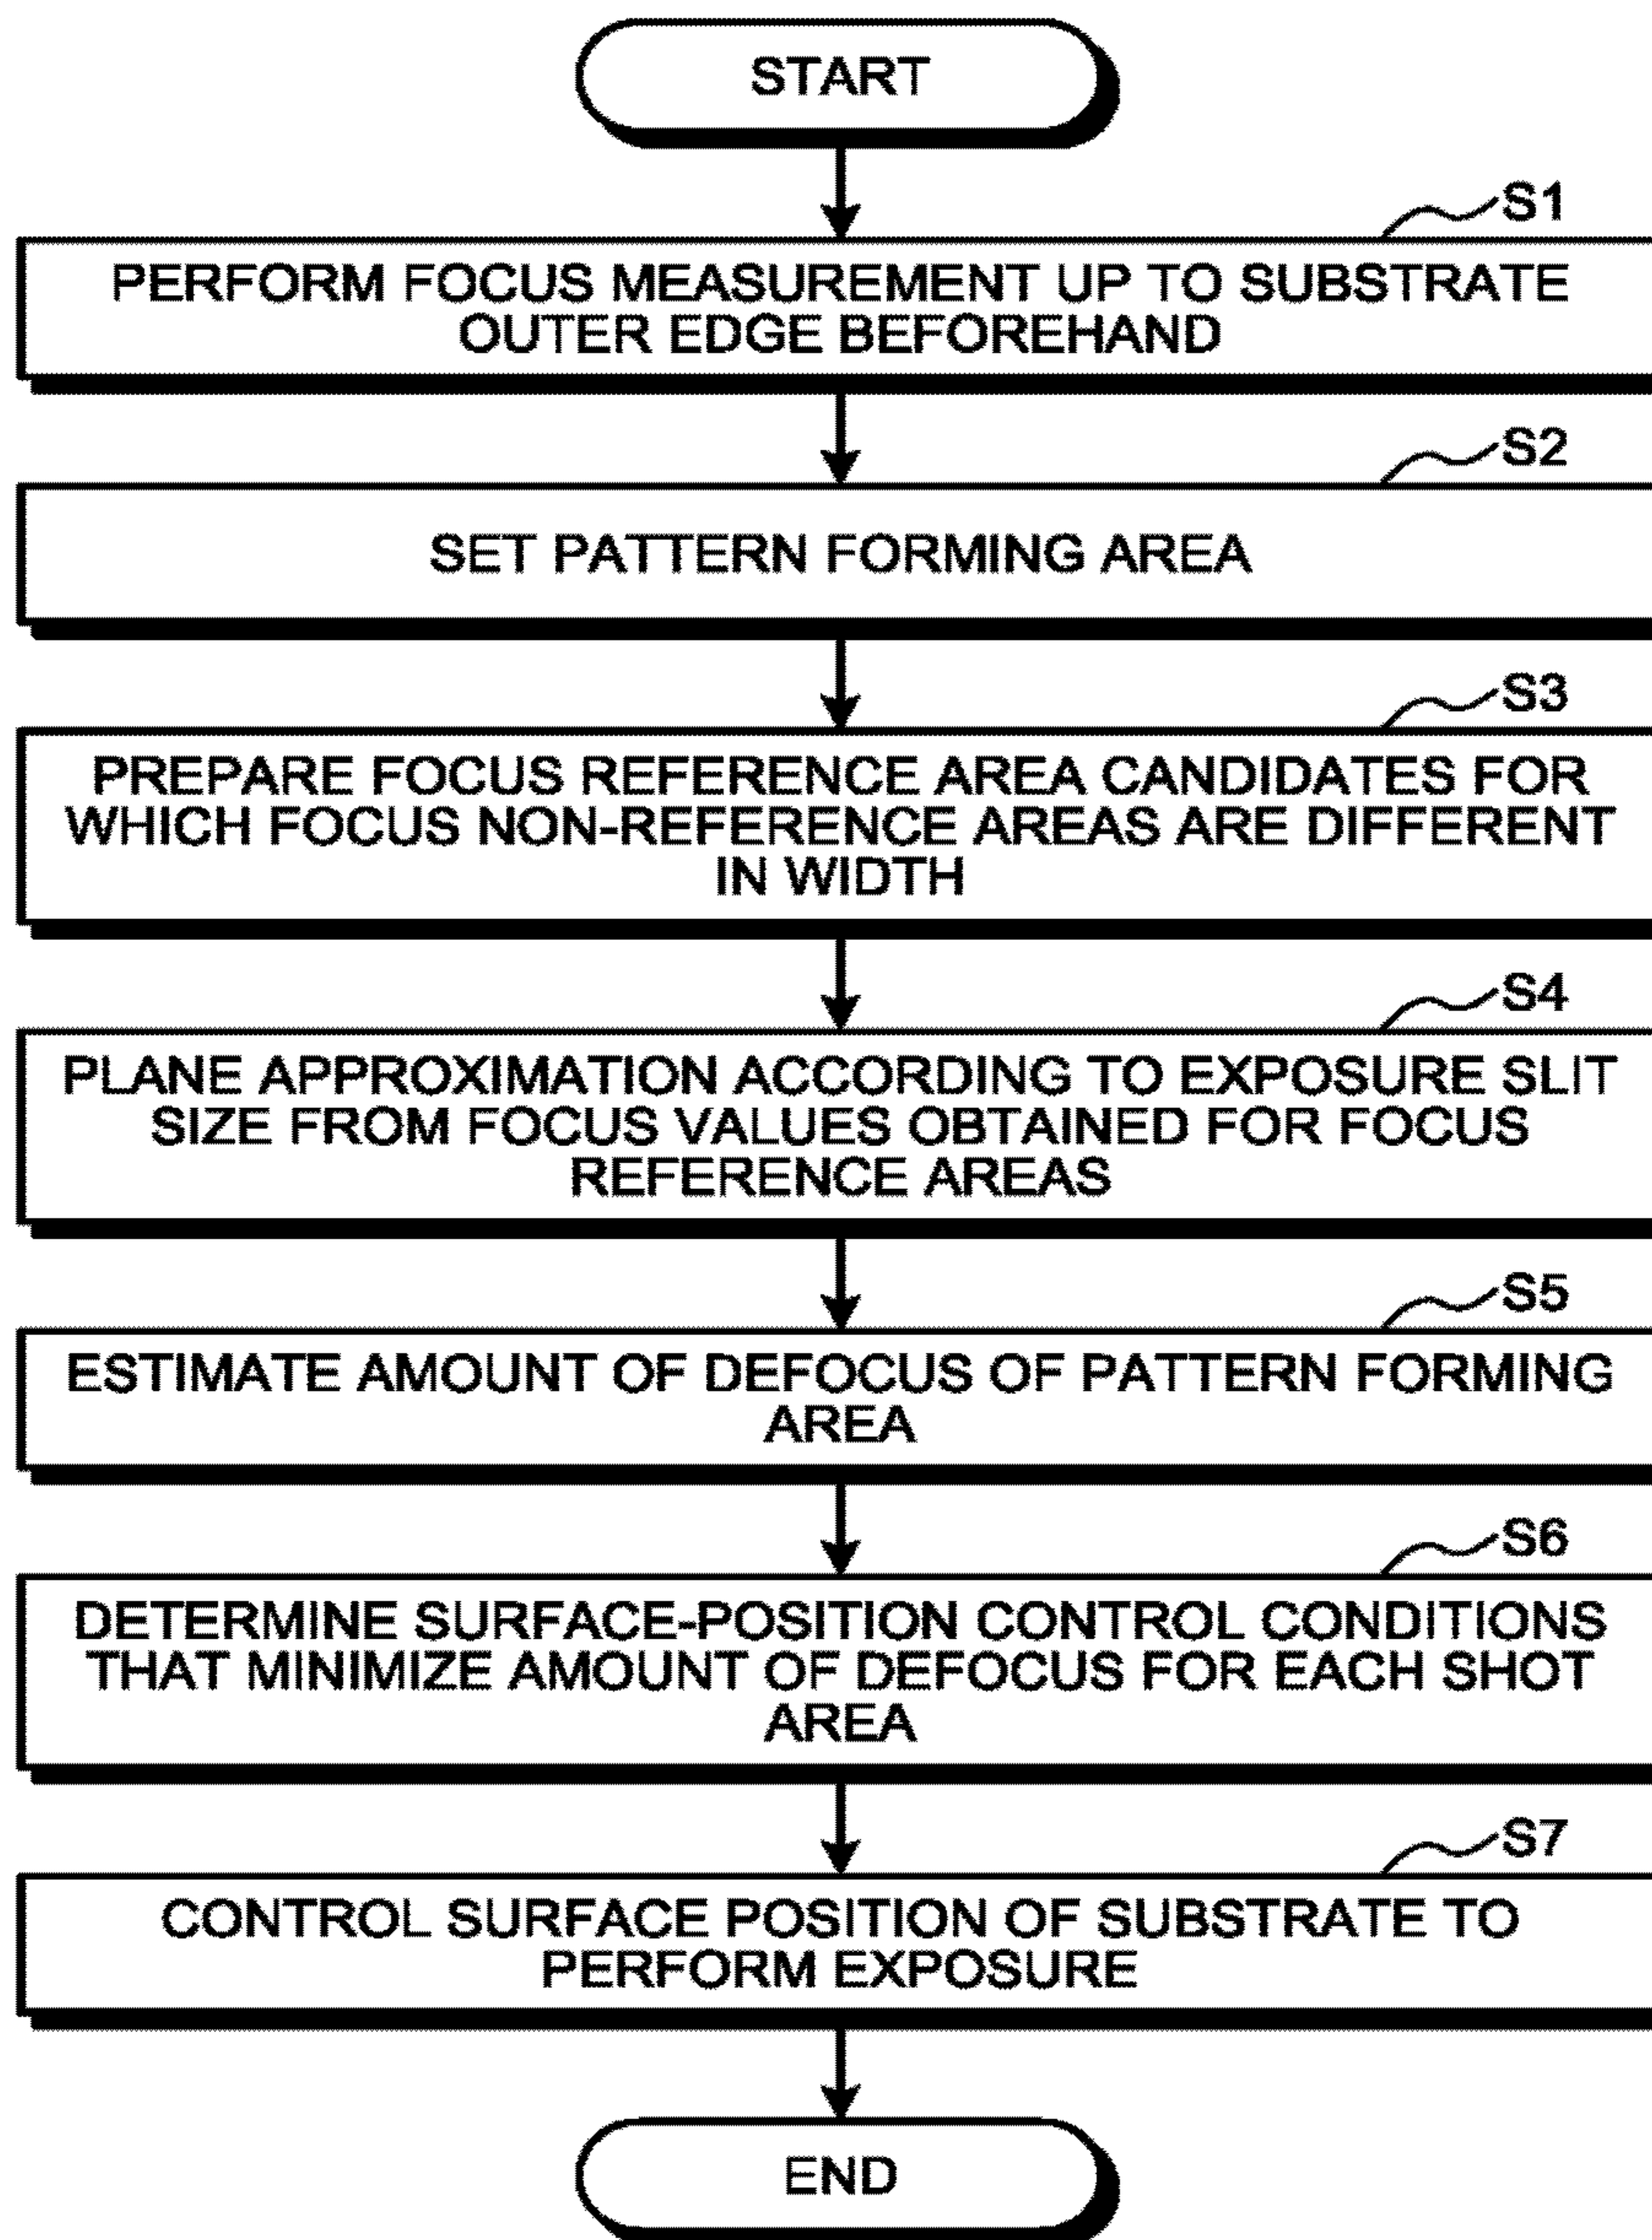 START
S1
PERFORM FOCUS MEASUREMENT UP TO SUBSTRATE
OUTER EDGE BEFOREHAND
S2
SET PATTERN FORMING AREA
S3
PREPARE FOCUS REFERENCE AREA CANDIDATES FOR
WHICH FOCUS NON-REFERENCE AREAS ARE DIFFERENT
IN WIDTH
S4
PLANE APPROXIMATION ACCORDING TO EXPOSURE SLIT
SIZE FROM FOCUS VALUES OBTAINED FOR FOCUS
REFERENCE AREAS
S5
ESTIMATE AMOUNT OF DEFOCUS OF PATTERN FORMING
AREA
S6
DETERMINE SURFACE-POSITION CONTROL CONDITIONS
THAT MINIMIZE AMOUNT OF DEFOCUS FOR EACH SHOT
AREA
S7
CONTROL SURFACE POSITION OF SUBSTRATE TO
PERFORM EXPOSURE
END